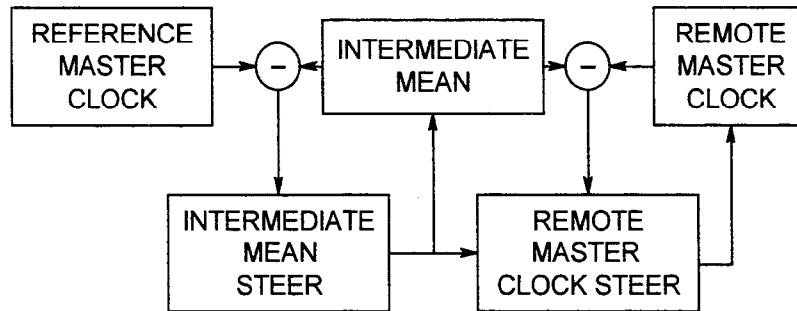 REFERENCE
MASTER
CLOCK
−
INTERMEDIATE
MEAN
−
REMOTE
MASTER
CLOCK
INTERMEDIATE
MEAN
STEER
REMOTE
MASTER
CLOCK STEER